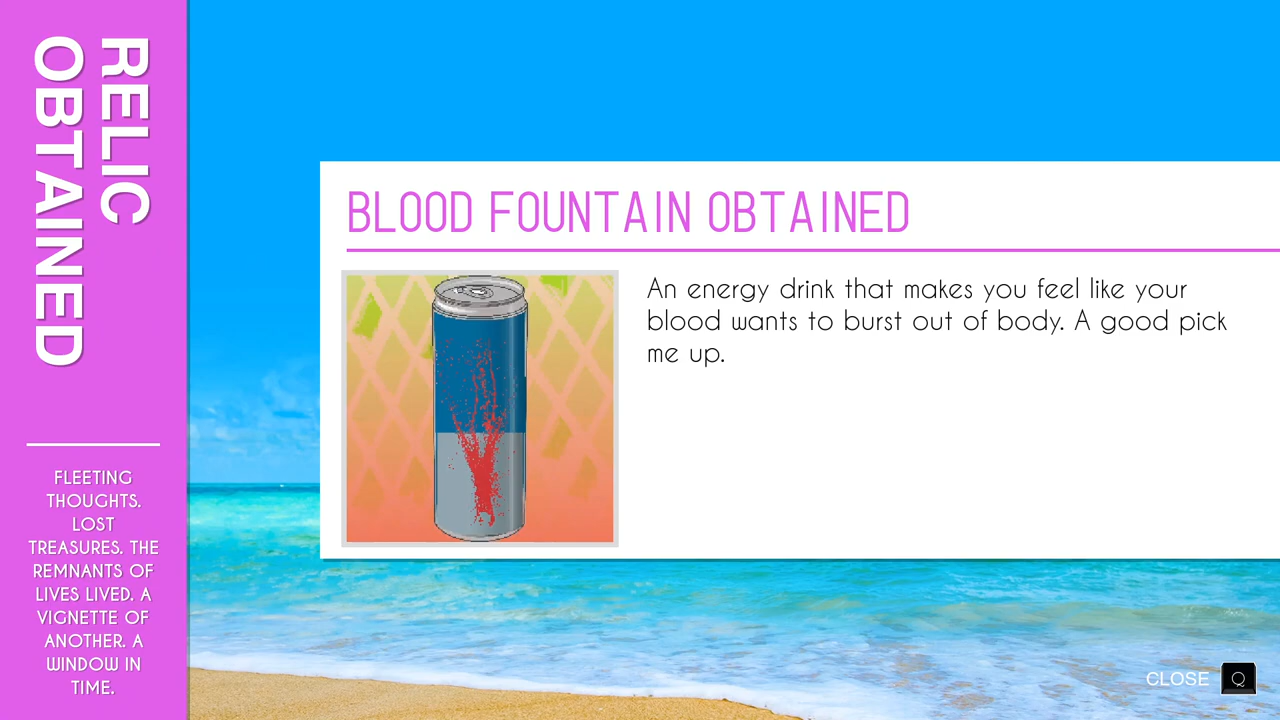 RELIC
OBTAINED
FLEETING
THOUGHTS.
LOST
TREASURES. THE
REMNANTS OF
LIVES LIVED. A
VIGNETTE OF
ANOTHER. A
WINDOW IN
TIME.
BLOOD FOUNTAIN OBTAINED
An energy drink that makes you feel like your
blood wants to burst out of body. A good pick
me up.
CLOSE Q